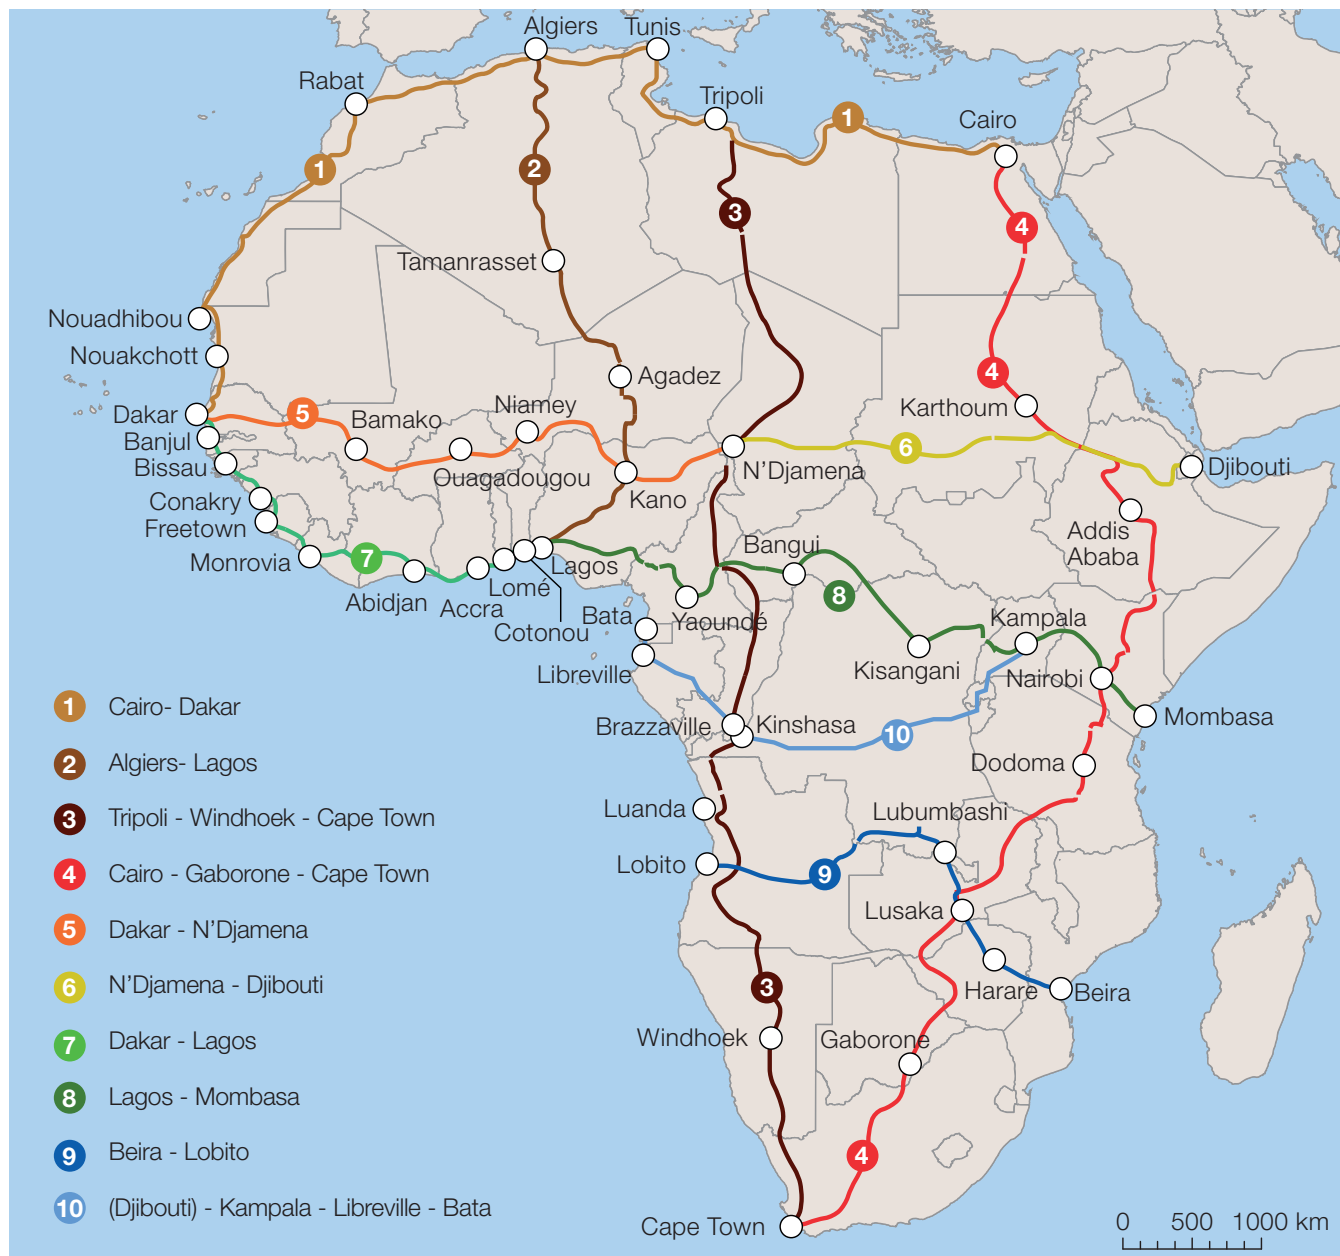 Algiers
Tunis
Rabat
Tripoli
Cairo
1
1
2
3
4
Tamanrasset
Nouadhibou
Nouakchott
Agadez
4
Karthoum
Dakar
5
Bamako
Niamey
Banjul
Bissau
Ouagadougou
Kano
N'Djamena
6
Djibouti
Conakry
Freetown
Addis
Ababa
Monrovia
7
Lagos
Bangui
Abidjan
Accra
Lomé
Cotonou
Bata
Yaoundé
8
Kampala
Libreville
Kisangani
Nairobi
Brazzaville
Kinshasa
10
Mombasa
Dodoma
Luanda
Lubumbashi
Lobito
9
Lusaka
3
Harare
Beira
Windhoek
Gaborone
4
Cape Town
1 Cairo- Dakar
2 Algiers- Lagos
3 Tripoli - Windhoek - Cape Town
4 Cairo - Gaborone - Cape Town
5 Dakar - N'Djamena
6 N'Djamena - Djibouti
7 Dakar - Lagos
8 Lagos - Mombasa
9 Beira - Lobito
10 (Djibouti) - Kampala - Libreville - Bata
0 500 1000 km